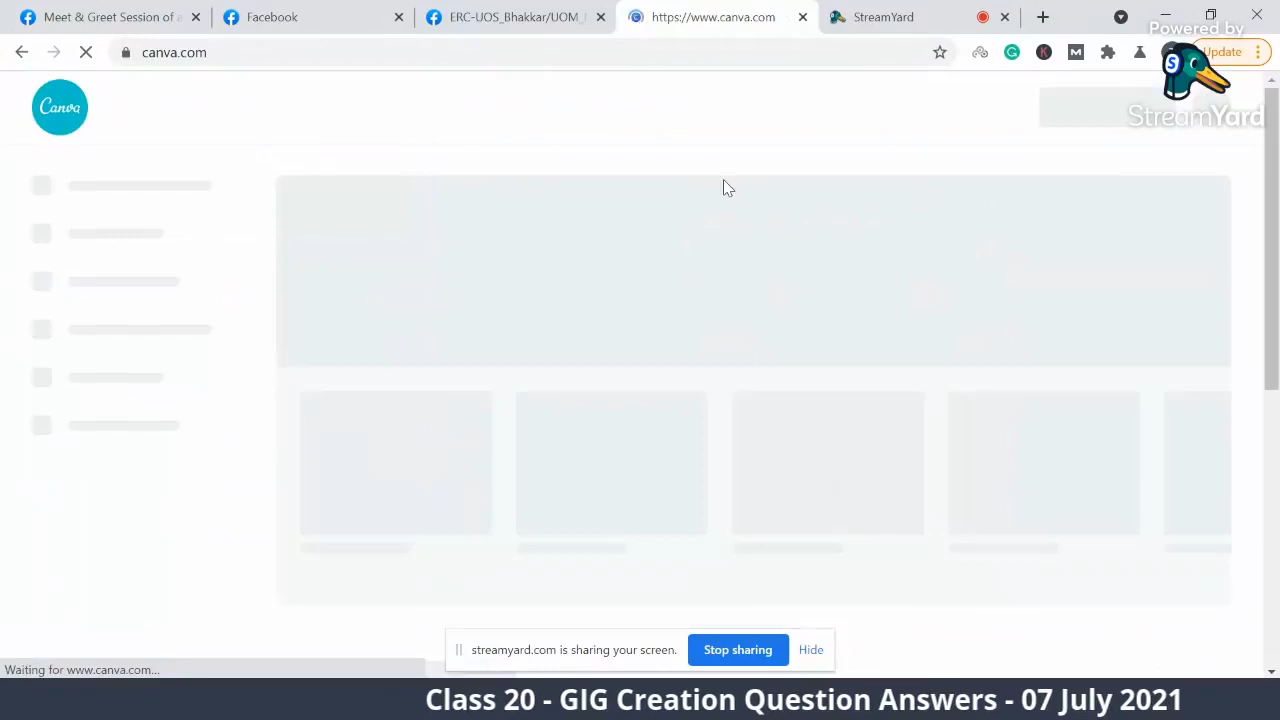 Meet & Greet Session of a
Facebook
ERC-UOS_Bhakkar/UOM_
https://www.canva.com
StreamYard
Powered by
canva.com
Update
S
StreamYard
Canva
streamyard.com is sharing your screen.
Stop sharing
Hide
Waiting for www.canva.com...
Class 20 - GIG Creation Question Answers - 07 July 2021